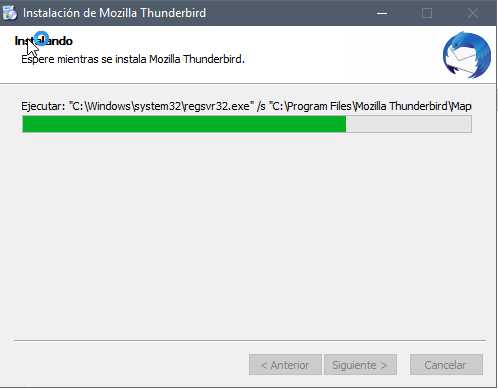 Instalación de Mozilla Thunderbird
Instalando
Espere mientras se instala Mozilla Thunderbird.
Ejecutar: "C:\Windows\system32\regsvr32.exe" /s "C:\Program Files\Mozilla Thunderbird\Map
< Anterior
Siguiente >
Cancelar